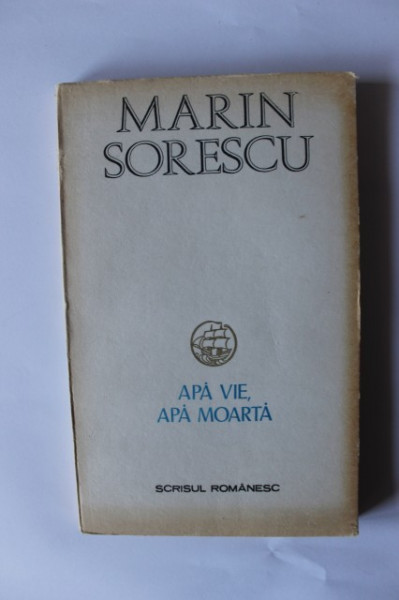 MARIN
SORESCU
APĂ VIE,
APĂ MOARTĂ
SCRISUL ROMÂNESC